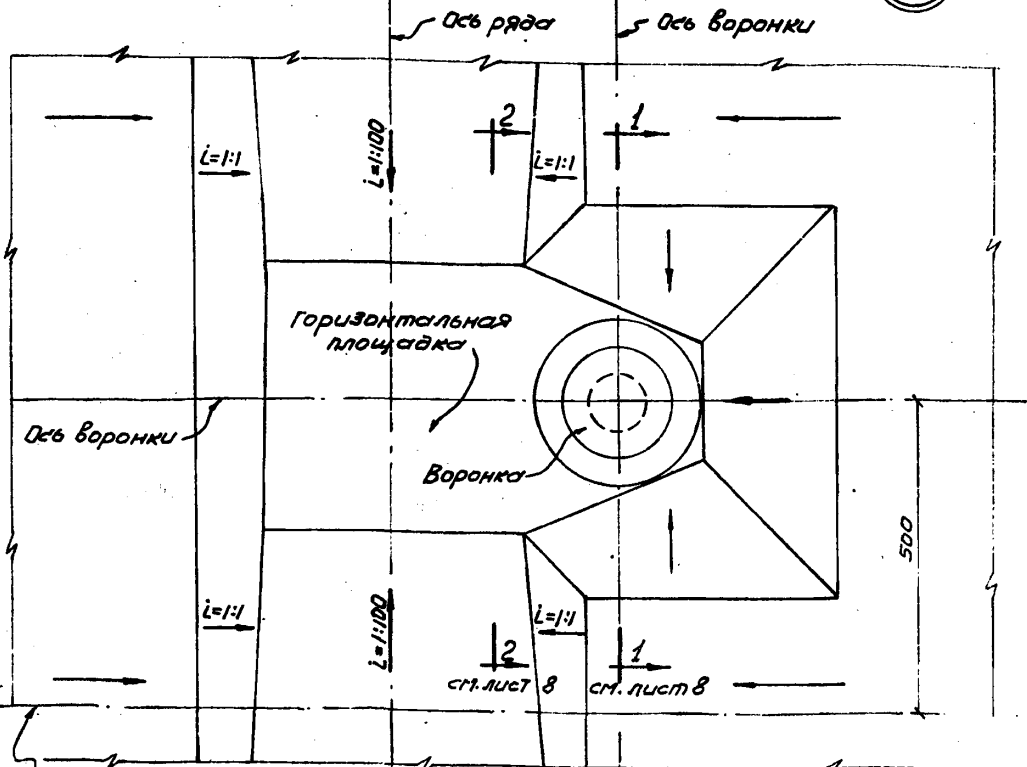 Ось ряда
Ось воронки
2
1
i=1:100
i=1:1
i=1:1
Горизонтальная
площадка
Ось воронки
Воронка
500
i=1:1
i=1:100
i=1:1
2
1
см. лист 8
см. лист 8